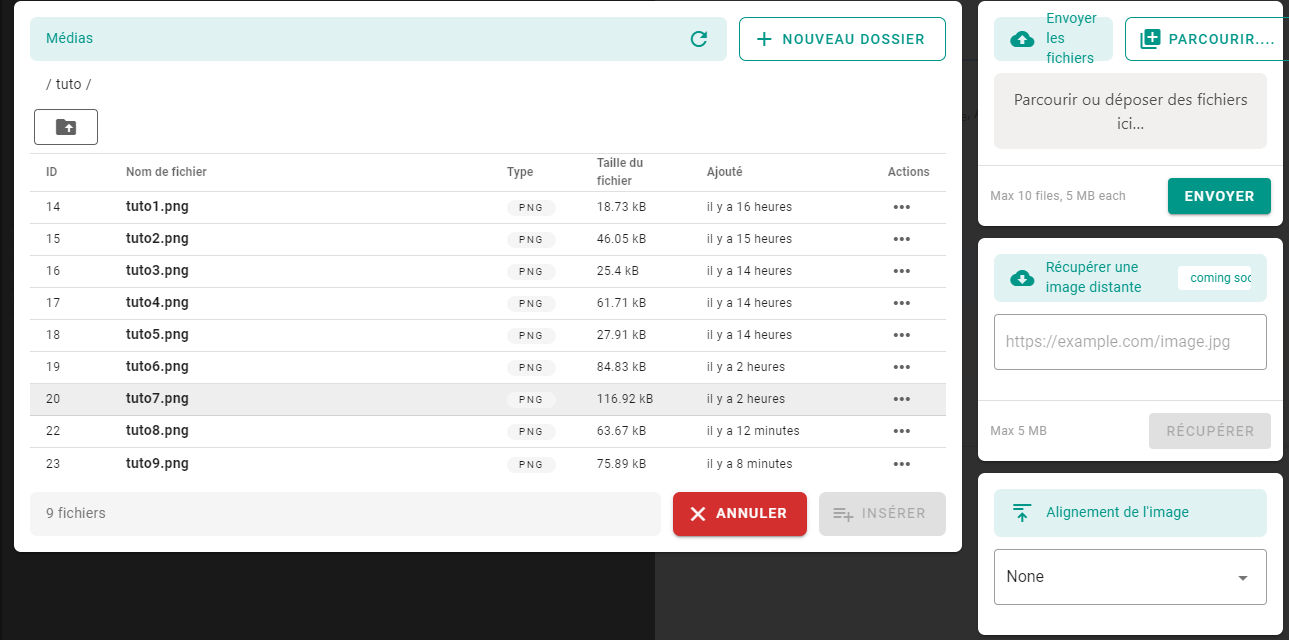 Médias
NOUVEAU DOSSIER
/ tuto /
ID Nom de fichier Type Taille du fichier Ajouté Actions
14 tuto1.png PNG 18.73 kB il y a 16 heures
15 tuto2.png PNG 46.05 kB il y a 15 heures
16 tuto3.png PNG 25.4 kB il y a 14 heures
17 tuto4.png PNG 61.71 kB il y a 14 heures
18 tuto5.png PNG 27.91 kB il y a 14 heures
19 tuto6.png PNG 84.83 kB il y a 2 heures
20 tuto7.png PNG 116.92 kB il y a 2 heures
22 tuto8.png PNG 63.67 kB il y a 12 minutes
23 tuto9.png PNG 75.89 kB il y a 8 minutes
9 fichiers
ANNULER
INSÉRER
Envoyer
les
fichiers
PARCOURIR....
Parcourir ou déposer des fichiers
ici...
Max 10 files, 5 MB each
ENVOYER
Récupérer une
image distante
coming soc
https://example.com/image.jpg
Max 5 MB
RÉCUPÉRER
Alignement de l'image
None